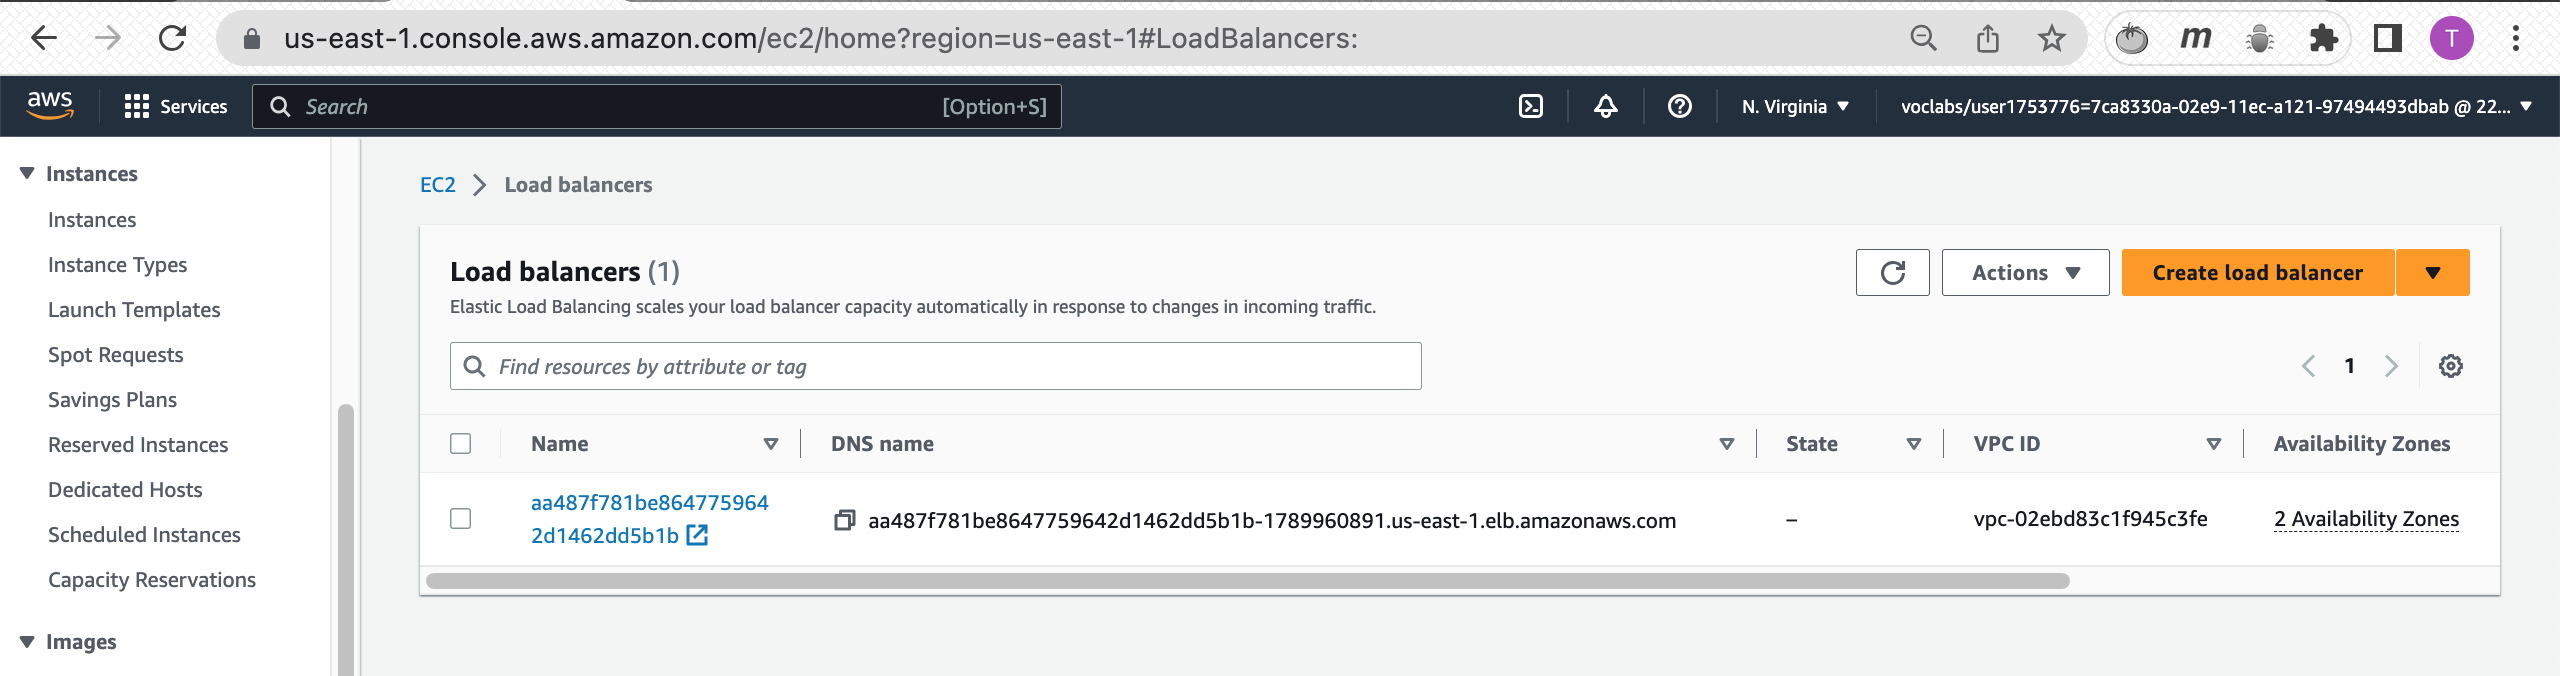 us-east-1.console.aws.amazon.com/ec2/home?region=us-east-1#LoadBalancers:
m
T
aws
Services
Search
[Option+S]
N. Virginia
voclabs/user1753776=7ca8330a-02e9-11ec-a121-97494493dbab @ 22...
Instances
Instances
Instance Types
Launch Templates
Spot Requests
Savings Plans
Reserved Instances
Dedicated Hosts
Scheduled Instances
Capacity Reservations
Images
EC2
Load balancers
Load balancers (1)
Elastic Load Balancing scales your load balancer capacity automatically in response to changes in incoming traffic.
Actions
Create load balancer
Find resources by attribute or tag
1
Name
DNS name
State
VPC ID
Availability Zones
aa487f781be864775964
2d1462dd5b1b
aa487f781be8647759642d1462dd5b1b-1789960891.us-east-1.elb.amazonaws.com
–
vpc-02ebd83c1f945c3fe
2 Availability Zones